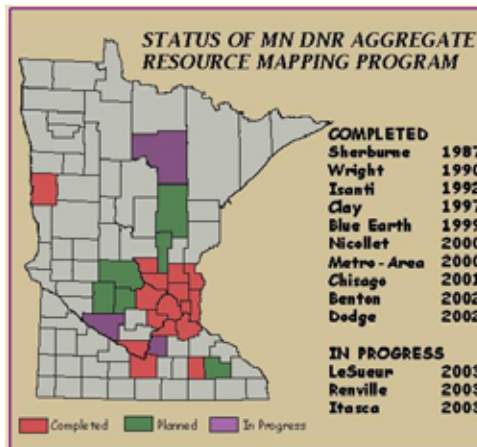 STATUS OF MN DNR AGGREGATE
RESOURCE MAPPING PROGRAM
COMPLETED
Sherburne 1987
Wright 1990
Isanti 1992
Clay 1997
Blue Earth 1999
Nicollet 2000
Metro-Area 2000
Chisago 2001
Benton 2002
Dodge 2002
IN PROGRESS
LeSueur 2003
Renville 2003
Itasca 2003
Completed Planned In Progress